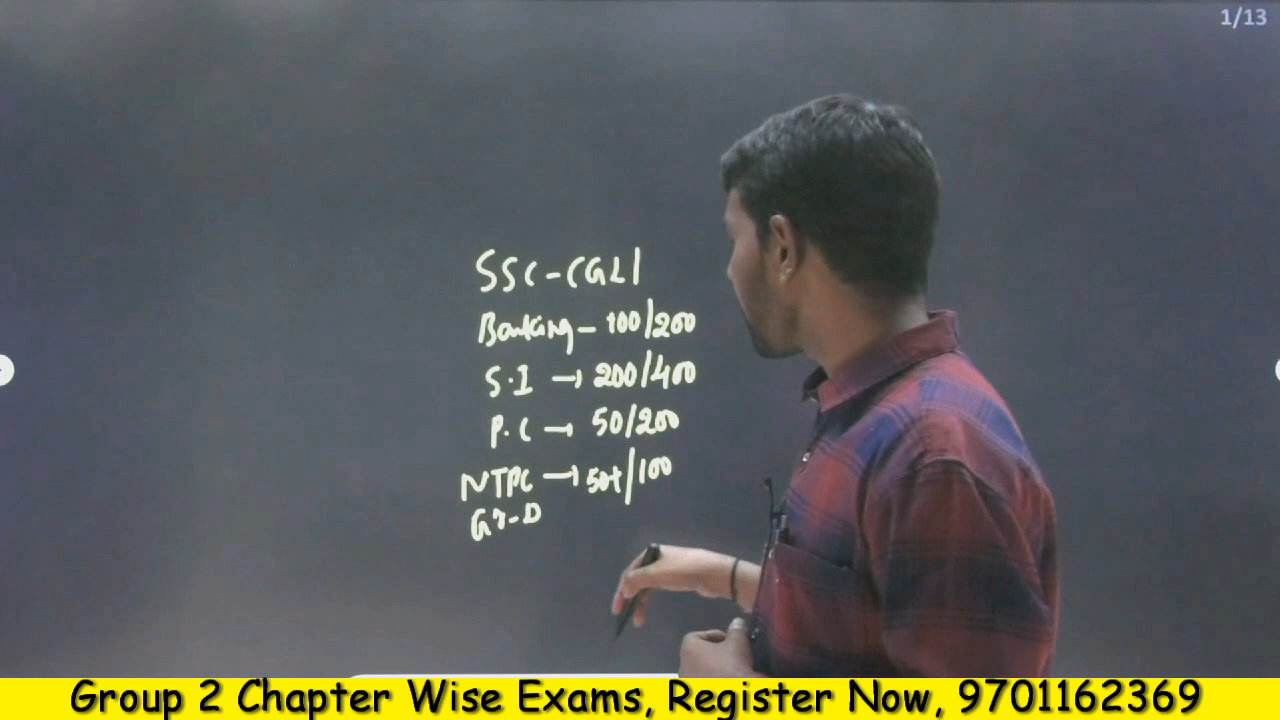 1/13
SSC-CGL
Banking - 100/200
S.I → 200/400
P.C → 50/200
NTPC → 50+/100
Gr-D
Group 2 Chapter Wise Exams, Register Now, 9701162369